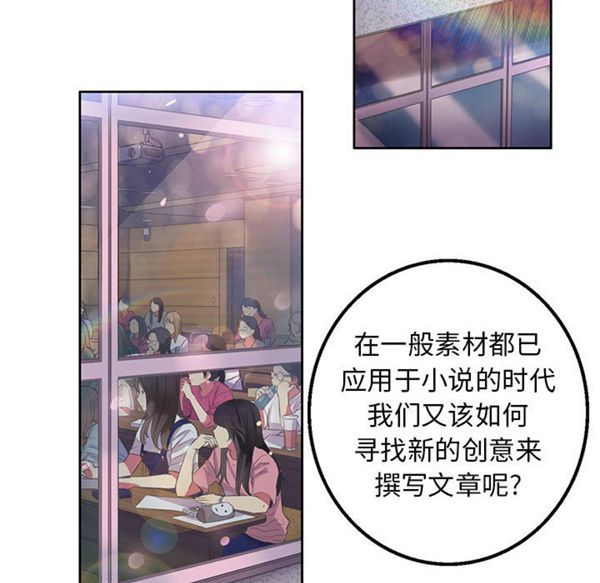 在一般素材都已
应用于小说的时代
我们又该如何
寻找新的创意来
撰写文章呢?